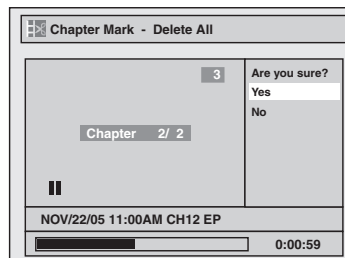 Chapter Mark - Delete All
3
Are you sure?
Yes
No
Chapter 2/ 2
NOV/22/05 11:00AM CH12 EP
0:00:59